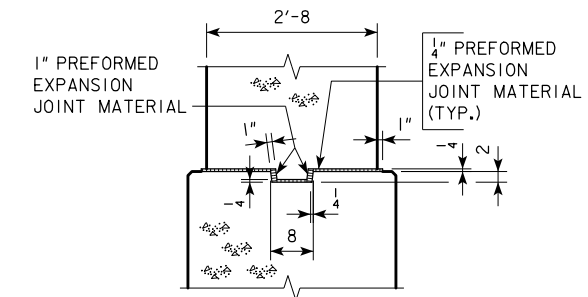 2'-8
1" PREFORMED
EXPANSION
JOINT MATERIAL
1/4" PREFORMED
EXPANSION
JOINT MATERIAL
(TYP.)
1"
1"
1/4
2
1/4
1/4
8